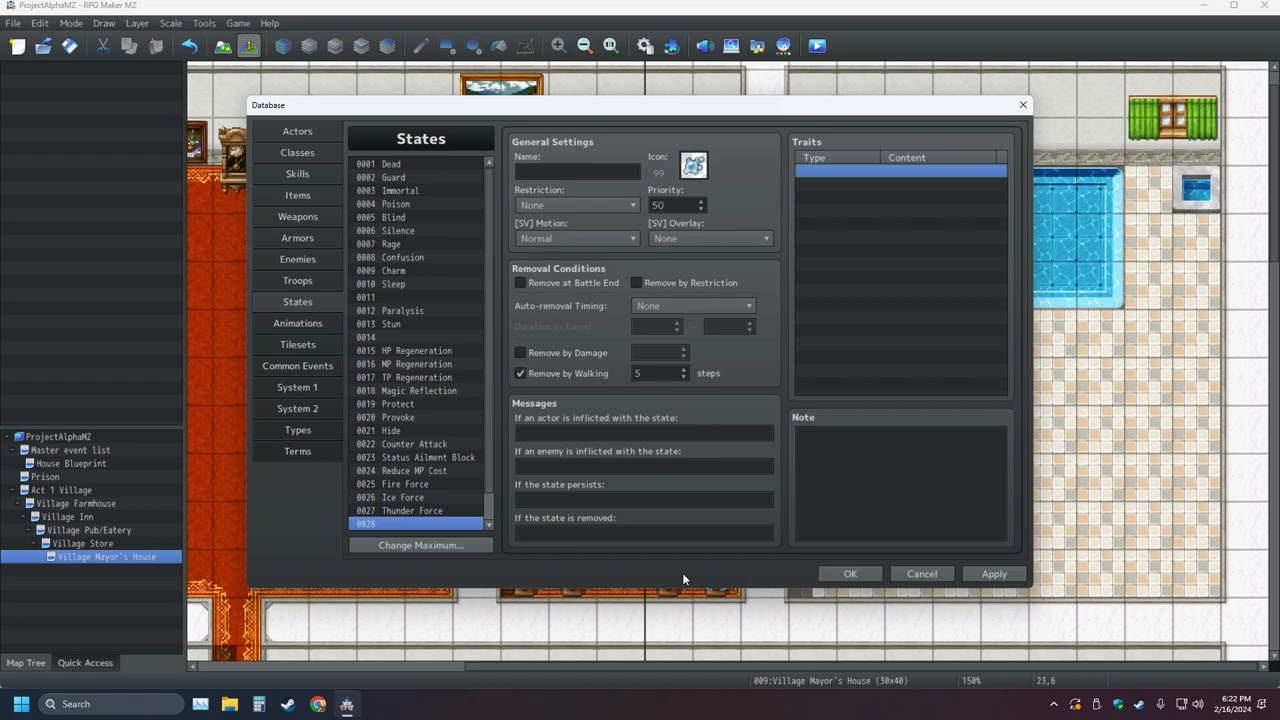 ProjectAlphaMZ - RPG Maker MZ
File Edit Mode Draw Layer Scale Tools Game Help
Database
Actors
Classes
Skills
Items
Weapons
Armors
Enemies
Troops
States
Animations
Tilesets
Common Events
System 1
System 2
Types
Terms
States
0001 Dead
0002 Guard
0003 Immortal
0004 Poison
0005 Blind
0006 Silence
0007 Rage
0008 Confusion
0009 Charm
0010 Sleep
0011
0012 Paralysis
0013 Stun
0014
0015 HP Regeneration
0016 MP Regeneration
0017 TP Regeneration
0018 Magic Reflection
0019 Protect
0020 Provoke
0021 Hide
0022 Counter Attack
0023 Status Ailment Block
0024 Reduce MP Cost
0025 Fire Force
0026 Ice Force
0027 Thunder Force
0028
Change Maximum...
General Settings
Name: Icon:
99
Restriction: Priority:
None 50
[SV] Motion: [SV] Overlay:
Normal None
Removal Conditions
Remove at Battle End Remove by Restriction
Auto-removal Timing: None
Duration in Turns: ~
Remove by Damage
Remove by Walking 5 steps
Messages
If an actor is inflicted with the state:
If an enemy is inflicted with the state:
If the state persists:
If the state is removed:
Traits
Type Content
Note
OK Cancel Apply
ProjectAlphaMZ
Master event list
House Blueprint
Prison
Act 1 Village
Village Farmhouse
Village Inn
Village Pub/Eatery
Village Store
Village Mayor's House
Map Tree Quick Access
009:Village Mayor's House (30x40) 150% 23,6
Search
6:22 PM
2/16/2024